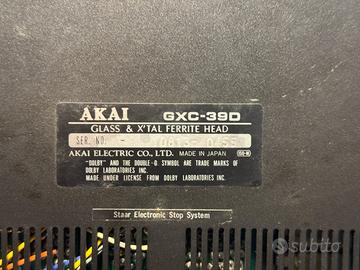 AKAI GXC-39D
GLASS & X'TAL FERRITE HEAD
SER. NO. -
AKAI ELECTRIC CO., LTD. MADE IN JAPAN
"DOLBY" AND THE DOUBLE-D SYMBOL ARE TRADE MARKS OF
DOLBY LABORATORIES INC.
MADE UNDER LICENSE FROM DOLBY LABORATORIES INC.
Staar Electronic Stop System
subito